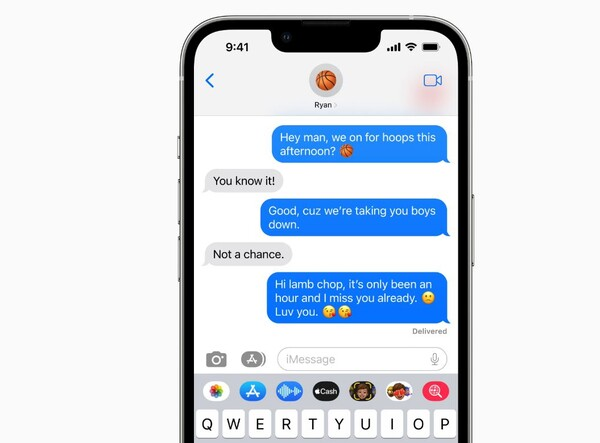 9:41
Ryan
Hey man, we on for hoops this
afternoon? 🏀
You know it!
Good, cuz we're taking you boys
down.
Not a chance.
Hi lamb chop, it's only been an
hour and I miss you already. 🙁
Luv you. 😘😘
Delivered
iMessage
Cash
Q W E R T Y U I O P